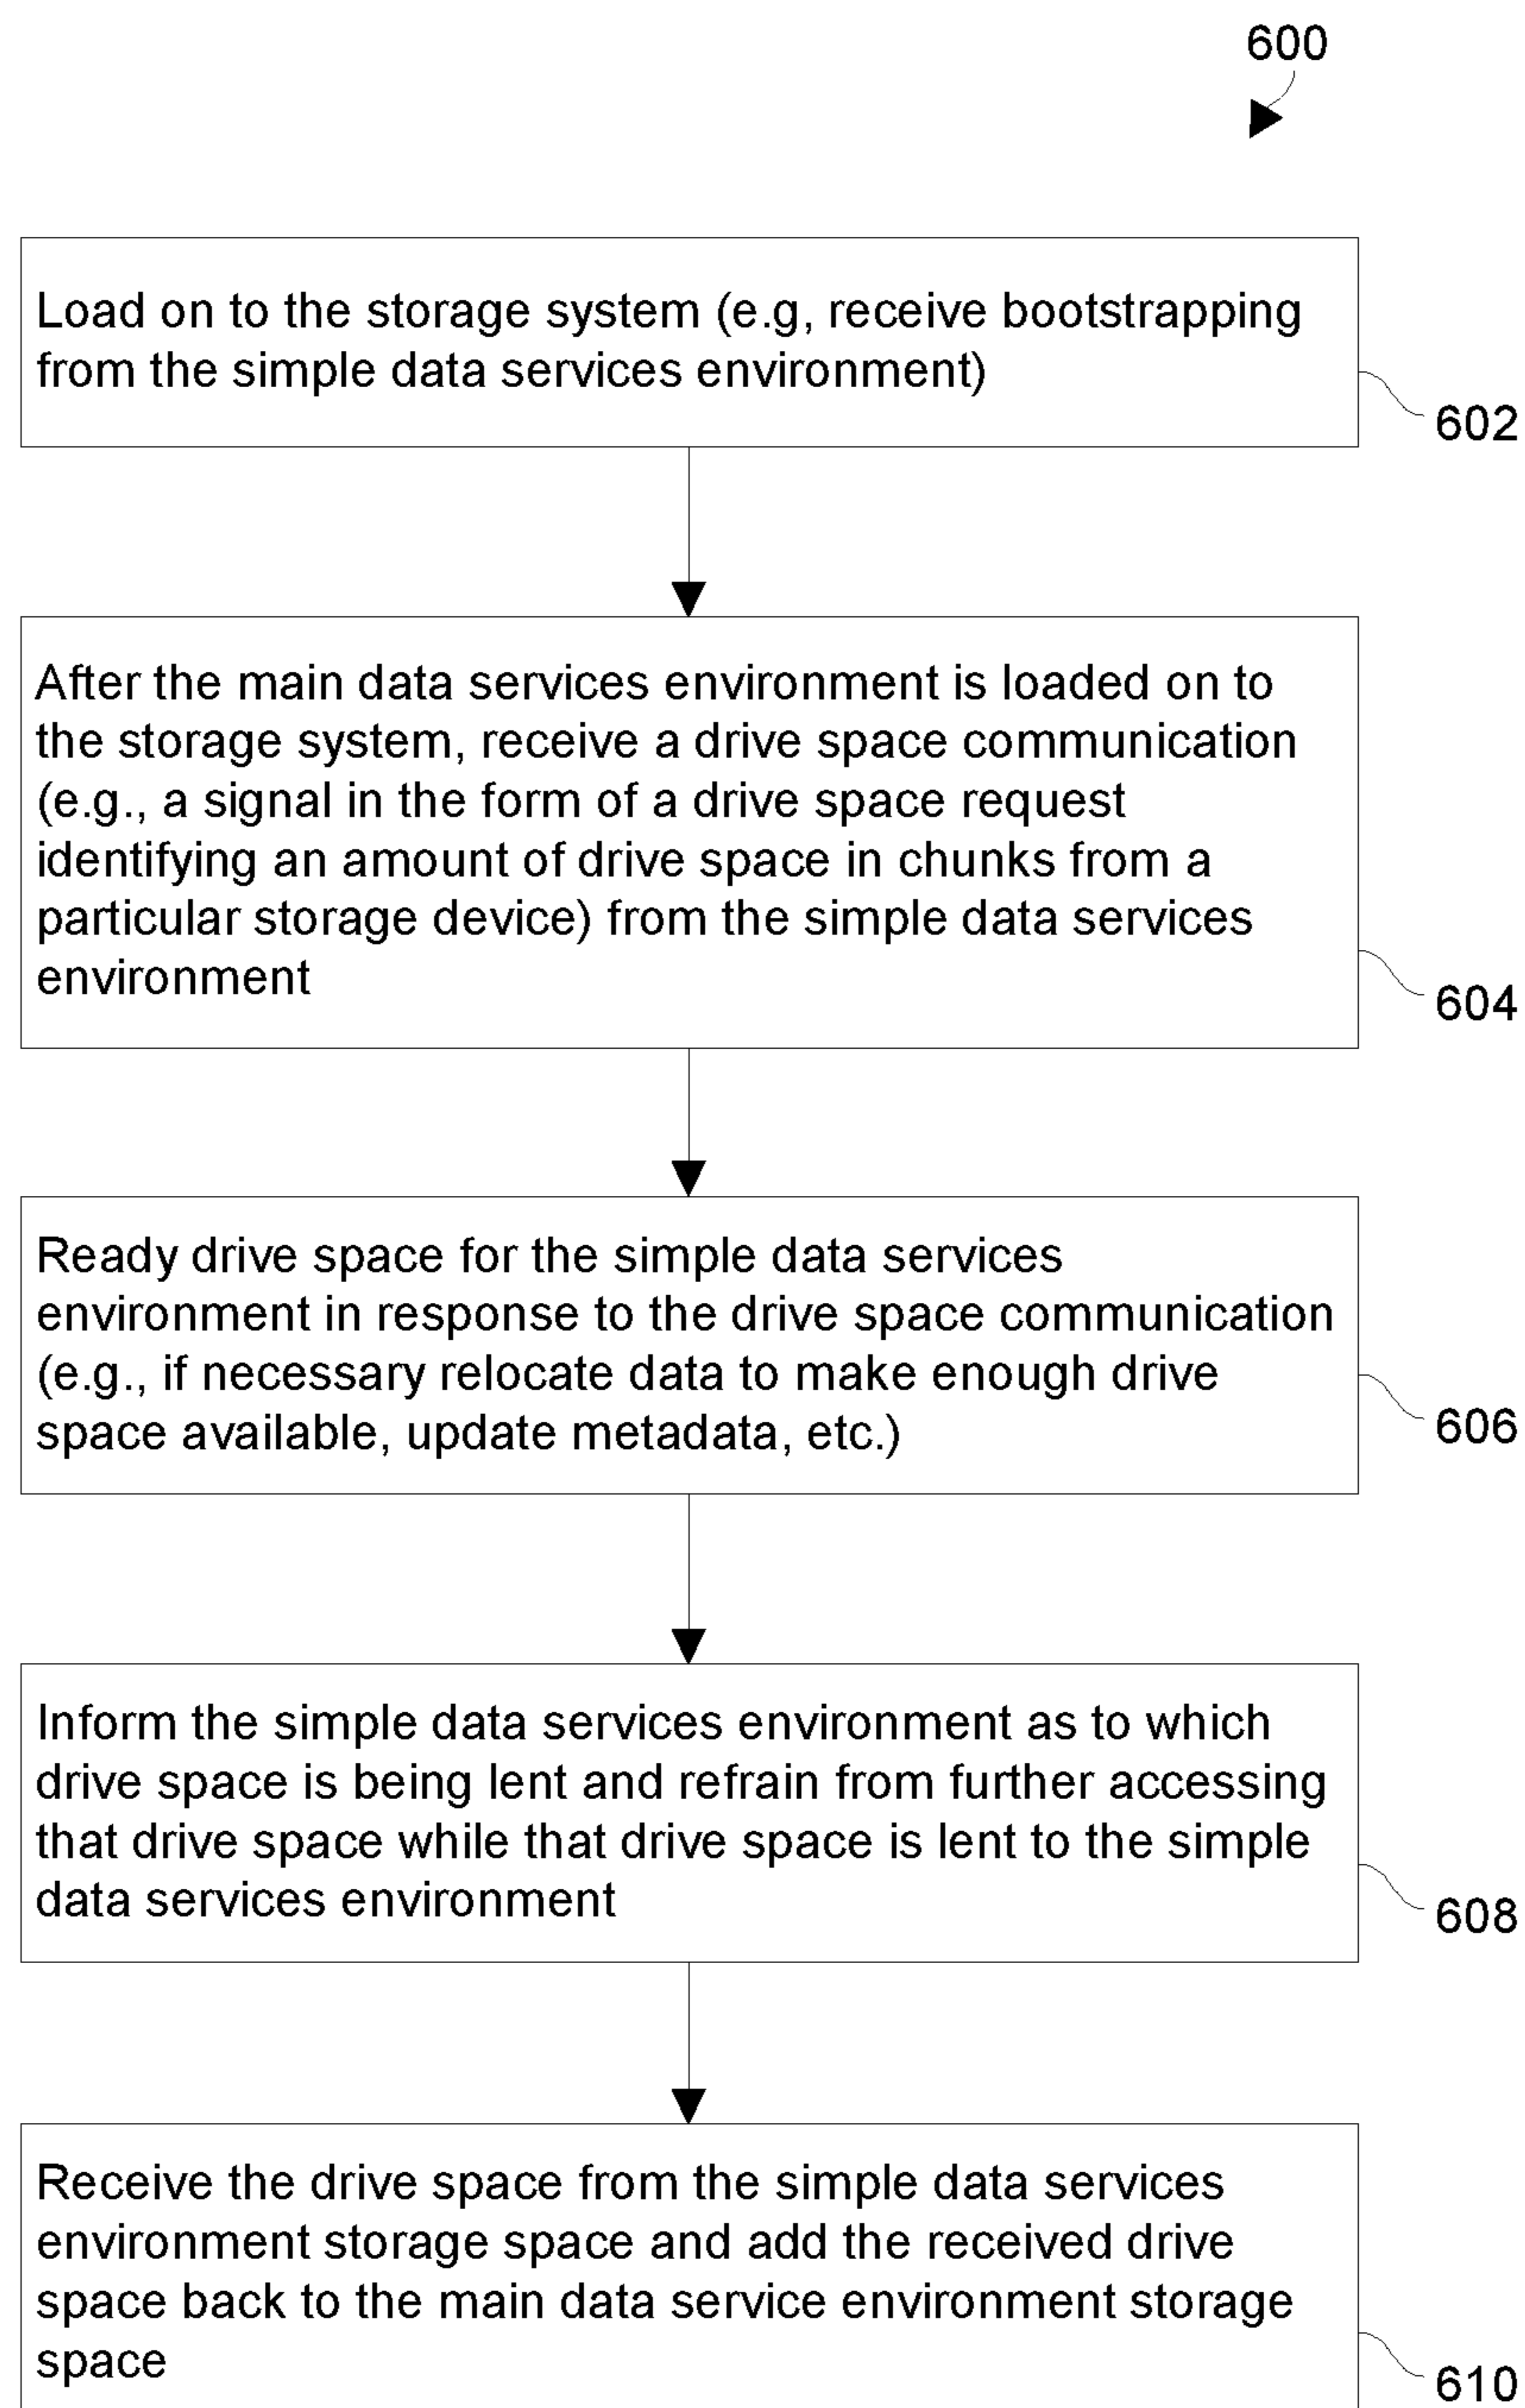 600
Load on to the storage system (e.g, receive bootstrapping
from the simple data services environment)
602
After the main data services environment is loaded on to
the storage system, receive a drive space communication
(e.g., a signal in the form of a drive space request
identifying an amount of drive space in chunks from a
particular storage device) from the simple data services
environment
604
Ready drive space for the simple data services
environment in response to the drive space communication
(e.g., if necessary relocate data to make enough drive
space available, update metadata, etc.)
606
Inform the simple data services environment as to which
drive space is being lent and refrain from further accessing
that drive space while that drive space is lent to the simple
data services environment
608
Receive the drive space from the simple data services
environment storage space and add the received drive
space back to the main data service environment storage
space
610